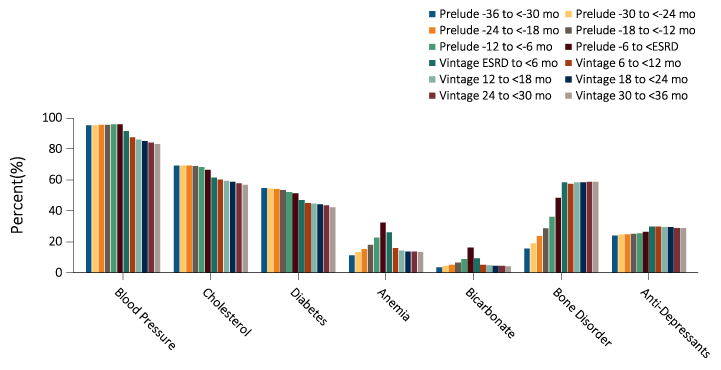 Prelude -36 to <-30 mo
Prelude -30 to <-24 mo
Prelude -24 to <-18 mo
Prelude -18 to <-12 mo
Prelude -12 to <-6 mo
Prelude -6 to <ESRD
Vintage ESRD to <6 mo
Vintage 6 to <12 mo
Vintage 12 to <18 mo
Vintage 18 to <24 mo
Vintage 24 to <30 mo
Vintage 30 to <36 mo
Percent(%)
100
80
60
40
20
0
Blood Pressure
Cholesterol
Diabetes
Anemia
Bicarbonate
Bone Disorder
Anti-Depressants